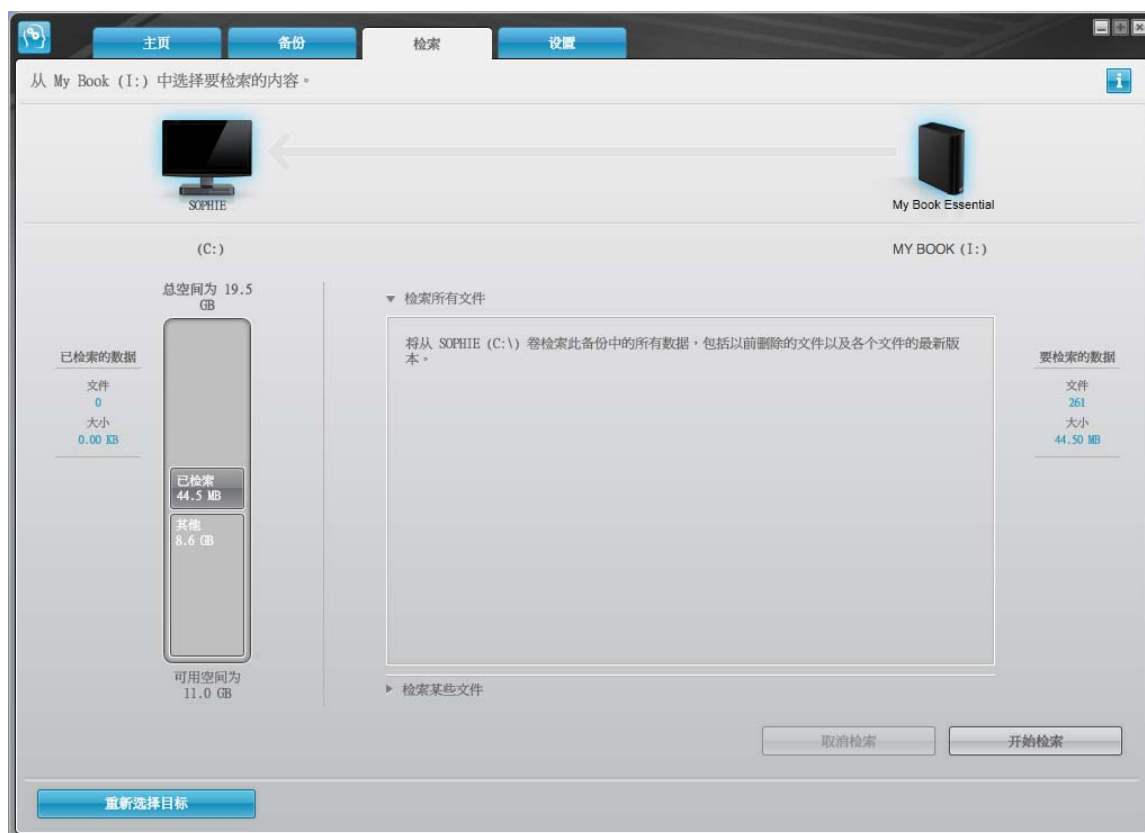 主页
备份
检索
设置
从 My Book (I:) 中选择要检索的内容。
i
SOPHIE
My Book Essential
(C:)
MY BOOK (I:)
总空间为 19.5
GB
已检索的数据
文件
0
大小
0.00 KB
已检索
44.5 MB
其他
8.6 GB
可用空间为
11.0 GB
检索所有文件
将从 SOPHIE (C:\) 卷检索此备份中的所有数据，包括以前删除的文件以及各个文件的最新版
本。
检索某些文件
要检索的数据
文件
261
大小
44.50 MB
取消检索
开始检索
重新选择目标